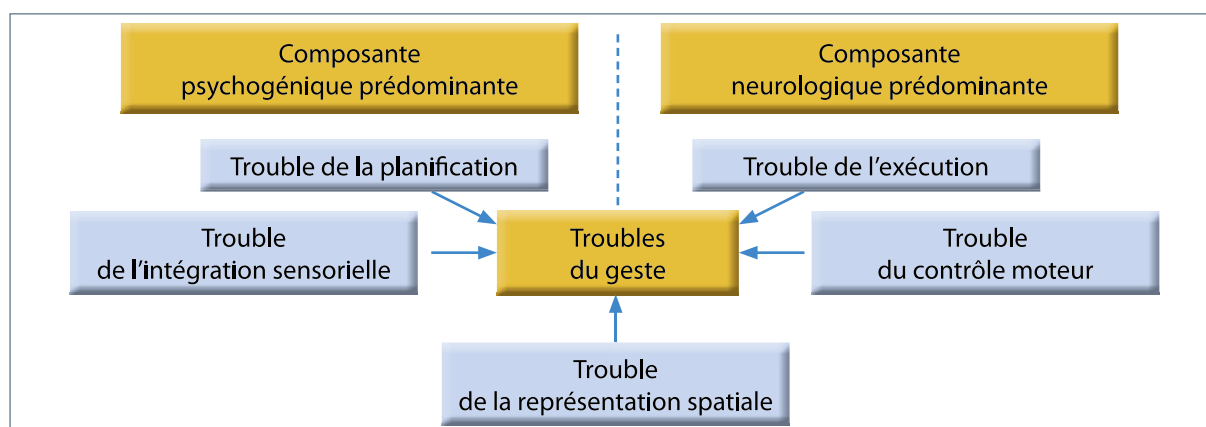 Composante
psychogénique prédominante
Composante
neurologique prédominante
Trouble de la planification
Trouble de l'exécution
Trouble
de l'intégration sensorielle
Troubles
du geste
Trouble
du contrôle moteur
Trouble
de la représentation spatiale